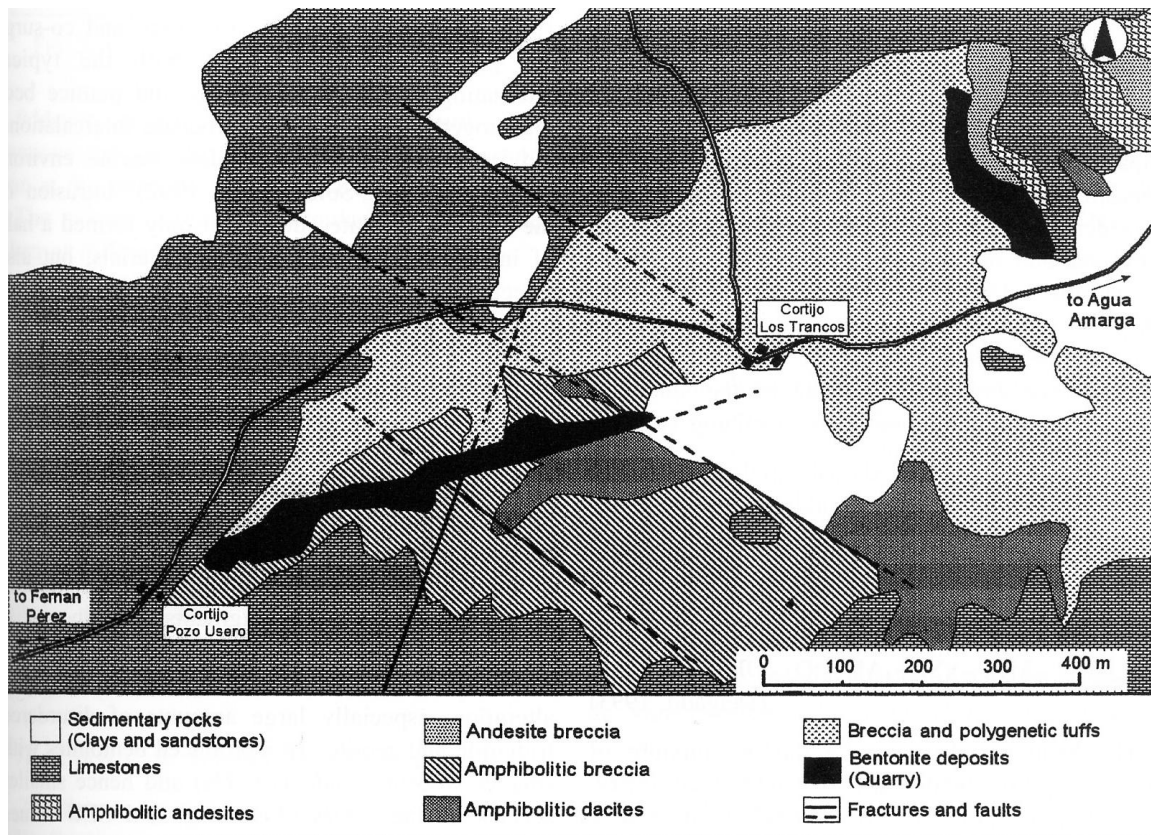 to Agua
Amarga
Cortijo
Los Trancos
to Fernan
Pérez
Cortijo
Pozo Usero
0 100 200 300 400 m
Sedimentary rocks
(Clays and sandstones)
Limestones
Amphibolitic andesites
Andesite breccia
Amphibolitic breccia
Amphibolitic dacites
Breccia and polygenetic tuffs
Bentonite deposits
(Quarry)
Fractures and faults